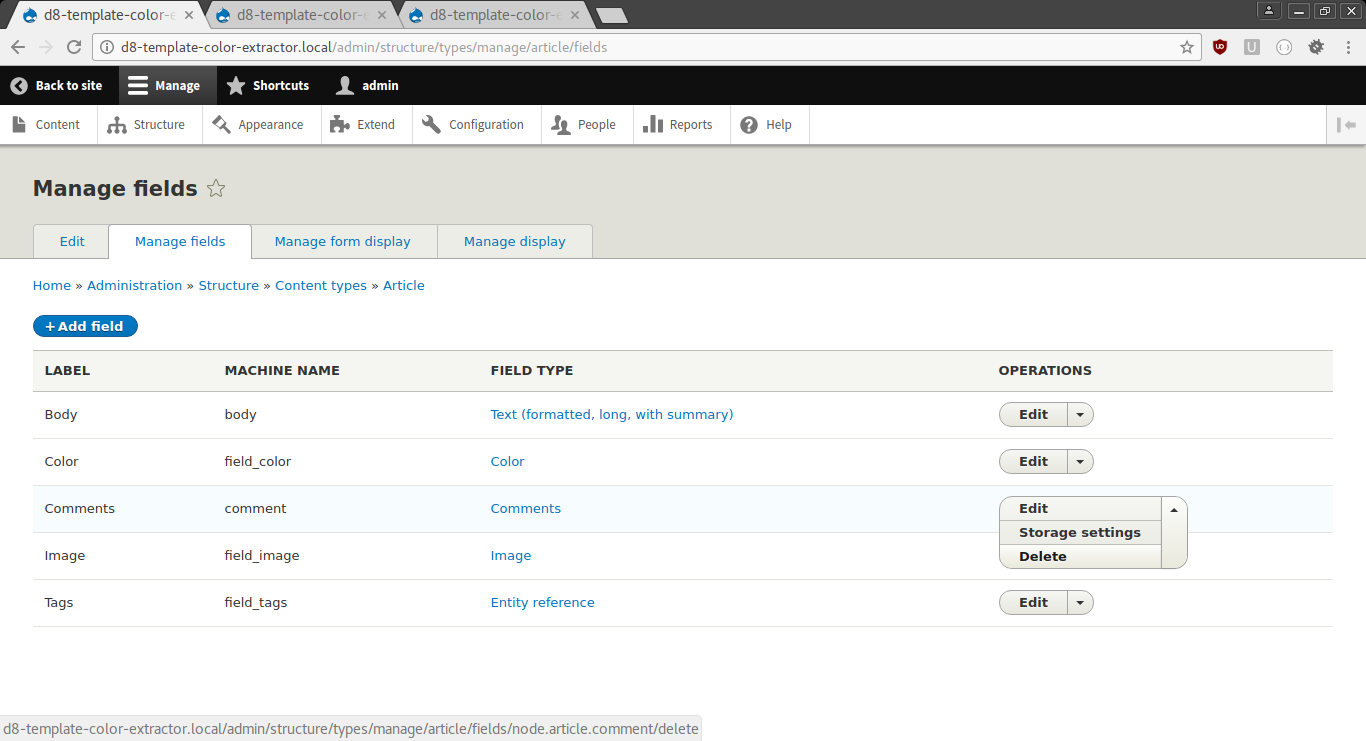 d8-template-color-e
d8-template-color-e
d8-template-color-e
d8-template-color-extractor.local/admin/structure/types/manage/article/fields
Back to site
Manage
Shortcuts
admin
Content
Structure
Appearance
Extend
Configuration
People
Reports
Help
Manage fields
Edit
Manage fields
Manage form display
Manage display
Home » Administration » Structure » Content types » Article
+ Add field
LABEL MACHINE NAME FIELD TYPE OPERATIONS
Body body Text (formatted, long, with summary) Edit
Color field_color Color Edit
Comments comment Comments Edit
Storage settings
Image field_image Image Delete
Tags field_tags Entity reference Edit
d8-template-color-extractor.local/admin/structure/types/manage/article/fields/node.article.comment/delete